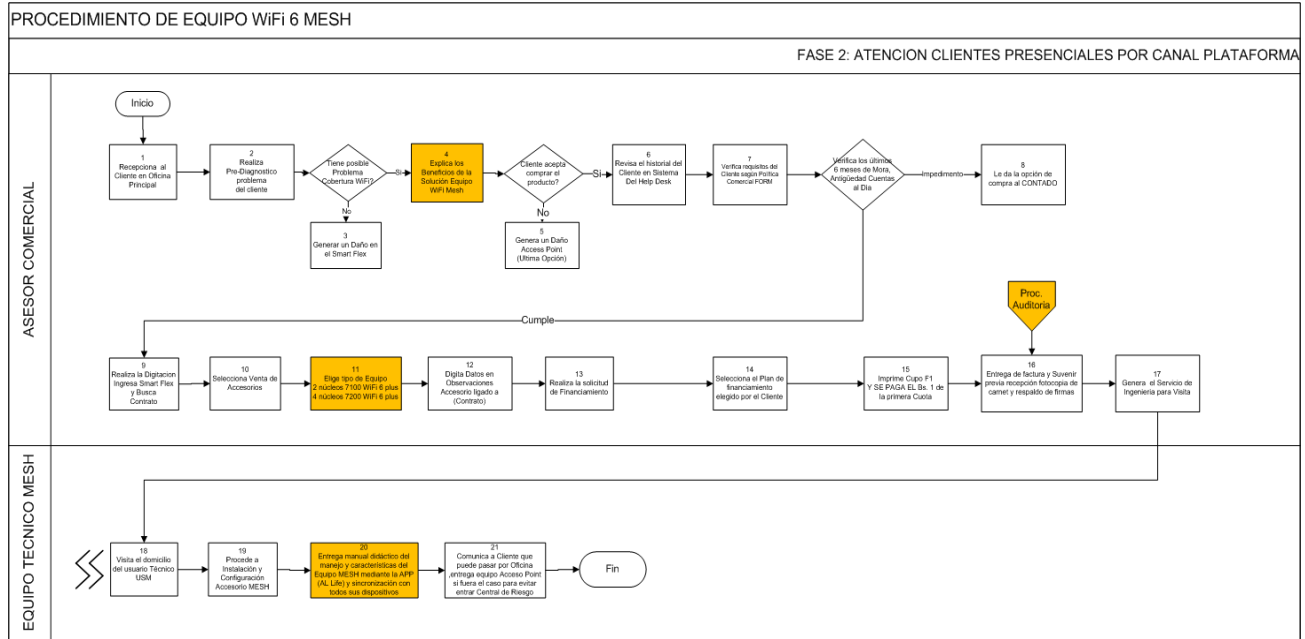 PROCEDIMIENTO DE EQUIPO WiFi 6 MESH
FASE 2: ATENCION CLIENTES PRESENCIALES POR CANAL PLATAFORMA
ASESOR COMERCIAL
Inicio
1
Recepciona al
Cliente en Oficina
Principal
2
Realiza
Pre-Diagnostico
problema
del cliente
Tiene posible
Problema
Cobertura WiFi?
Si
No
3
Generar un Daño en
el Smart Flex
4
Explica los
Beneficios de la
Solución Equipo
WiFi Mesh
Cliente acepta
comprar el
producto?
Si
No
5
Genera un Daño
Access Point
(Ultima Opción)
6
Revisa el historial del
Cliente en Sistema
Del Help Desk
7
Verifica requisitos del
Cliente según Política
Comercial FORM
Verifica los últimos
6 meses de Mora,
Antigüedad Cuentas
al Dia
Impedimento
8
Le da la opción de
compra al CONTADO
Cumple
9
Realiza la Digitacion
Ingresa Smart Flex
y Busca
Contrato
10
Selecciona Venta de
Accesorios
11
Elige tipo de Equipo
2 núcleos 7100 WiFi 6 plus
4 núcleos 7200 WiFi 6 plus
12
Digita Datos en
Observaciones
Accesorio ligado a
(Contrato)
13
Realiza la solicitud
de Financiamiento
14
Selecciona el Plan de
financiamiento
elegido por el Cliente
15
Imprime Cupo F1
Y SE PAGA EL Bs. 1 de
la primera Cuota
Proc.
Auditoria
16
Entrega de factura y Suvenir
previa recepción fotocopia de
carnet y respaldo de firmas
17
Genera el Servicio de
Ingeniería para Visita
EQUIPO TECNICO MESH
18
Visita el domicilio
del usuario Técnico
USM
19
Procede a
Instalación y
Configuración
Accesorio MESH
20
Entrega manual didáctico del
manejo y características del
Equipo MESH mediante la APP
(AL Life) y sincronización con
todos sus dispositivos
21
Comunica a Cliente que
puede pasar por Oficina
,entrega equipo Acceso Point
si fuera el caso para evitar
entrar Central de Riesgo
Fin